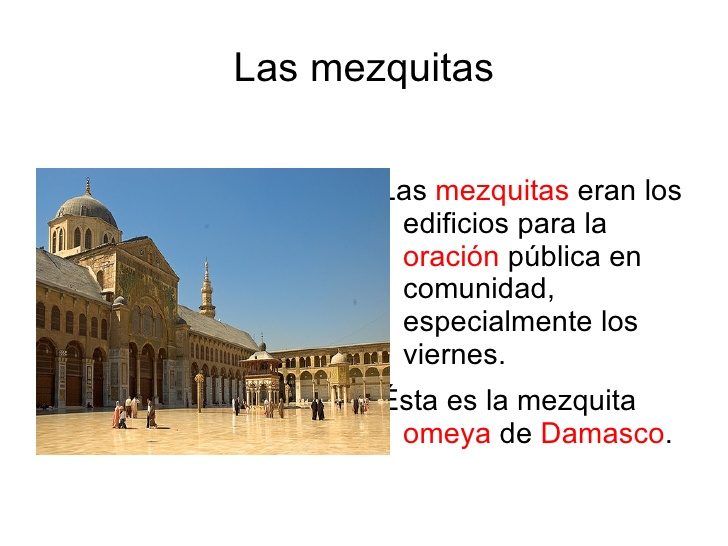 Las mezquitas
Las mezquitas eran los
edificios para la
oración pública en
comunidad,
especialmente los
viernes.
Ésta es la mezquita
omeya de Damasco.